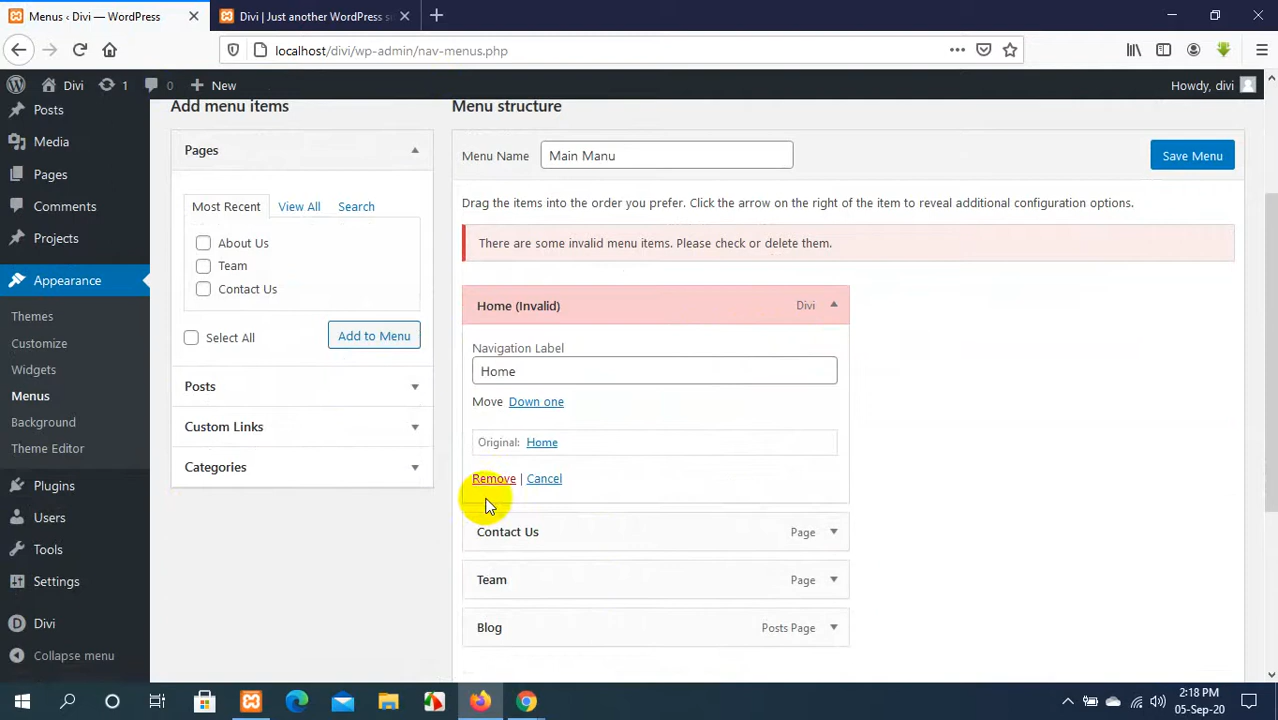 Menus ‹ Divi — WordPress
Divi | Just another WordPress s
localhost/divi/wp-admin/nav-menus.php
Divi
1
0
New
Howdy, divi
Posts
Media
Pages
Comments
Projects
Appearance
Themes
Customize
Widgets
Menus
Background
Theme Editor
Plugins
Users
Tools
Settings
Divi
Collapse menu
Add menu items
Pages
Most Recent
View All
Search
About Us
Team
Contact Us
Select All
Add to Menu
Posts
Custom Links
Categories
Menu structure
Menu Name
Main Manu
Save Menu
Drag the items into the order you prefer. Click the arrow on the right of the item to reveal additional configuration options.
There are some invalid menu items. Please check or delete them.
Home (Invalid)
Divi
Navigation Label
Home
Move Down one
Original: Home
Remove | Cancel
Contact Us
Page
Team
Page
Blog
Posts Page
2:18 PM
05-Sep-20